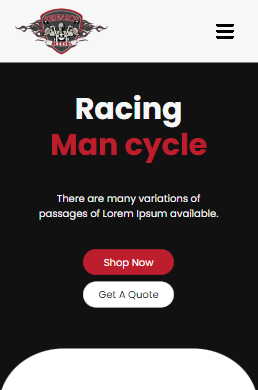 Racing
Man cycle
There are many variations of
passages of Lorem Ipsum available.
Shop Now
Get A Quote